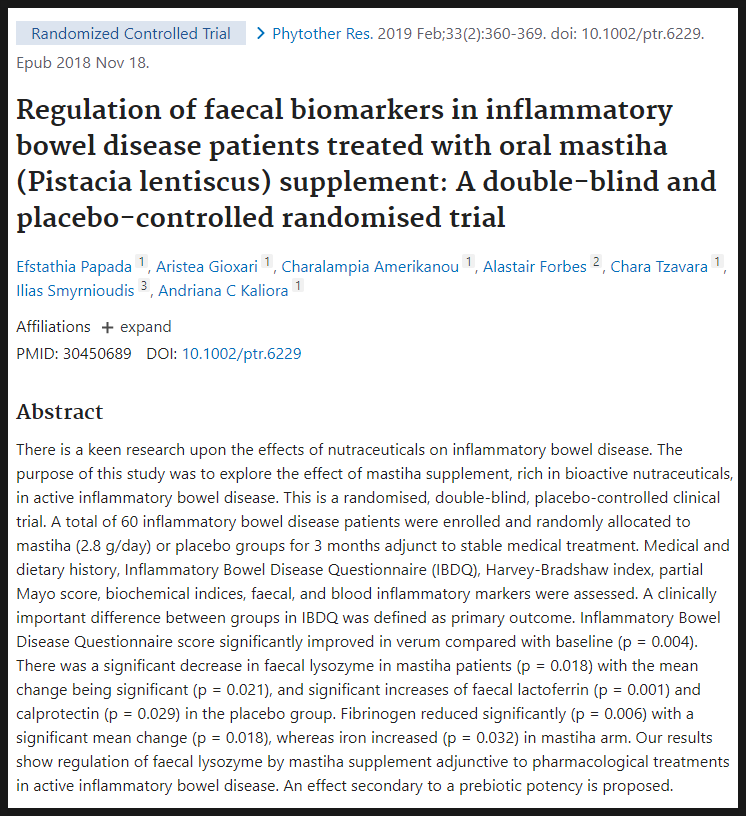 Randomized Controlled Trial > Phytother Res. 2019 Feb;33(2):360-369. doi: 10.1002/ptr.6229.
Epub 2018 Nov 18.
Regulation of faecal biomarkers in inflammatory
bowel disease patients treated with oral mastiha
(Pistacia lentiscus) supplement: A double-blind and
placebo-controlled randomised trial
Efstathia Papada 1, Aristea Gioxari 1, Charalampia Amerikanou 1, Alastair Forbes 2, Chara Tzavara 1,
Ilias Smyrnioudis 3, Andriana C Kaliora 1
Affiliations + expand
PMID: 30450689 DOI: 10.1002/ptr.6229
Abstract
There is a keen research upon the effects of nutraceuticals on inflammatory bowel disease. The
purpose of this study was to explore the effect of mastiha supplement, rich in bioactive nutraceuticals,
in active inflammatory bowel disease. This is a randomised, double-blind, placebo-controlled clinical
trial. A total of 60 inflammatory bowel disease patients were enrolled and randomly allocated to
mastiha (2.8 g/day) or placebo groups for 3 months adjunct to stable medical treatment. Medical and
dietary history, Inflammatory Bowel Disease Questionnaire (IBDQ), Harvey-Bradshaw index, partial
Mayo score, biochemical indices, faecal, and blood inflammatory markers were assessed. A clinically
important difference between groups in IBDQ was defined as primary outcome. Inflammatory Bowel
Disease Questionnaire score significantly improved in verum compared with baseline (p = 0.004).
There was a significant decrease in faecal lysozyme in mastiha patients (p = 0.018) with the mean
change being significant (p = 0.021), and significant increases of faecal lactoferrin (p = 0.001) and
calprotectin (p = 0.029) in the placebo group. Fibrinogen reduced significantly (p = 0.006) with a
significant mean change (p = 0.018), whereas iron increased (p = 0.032) in mastiha arm. Our results
show regulation of faecal lysozyme by mastiha supplement adjunctive to pharmacological treatments
in active inflammatory bowel disease. An effect secondary to a prebiotic potency is proposed.